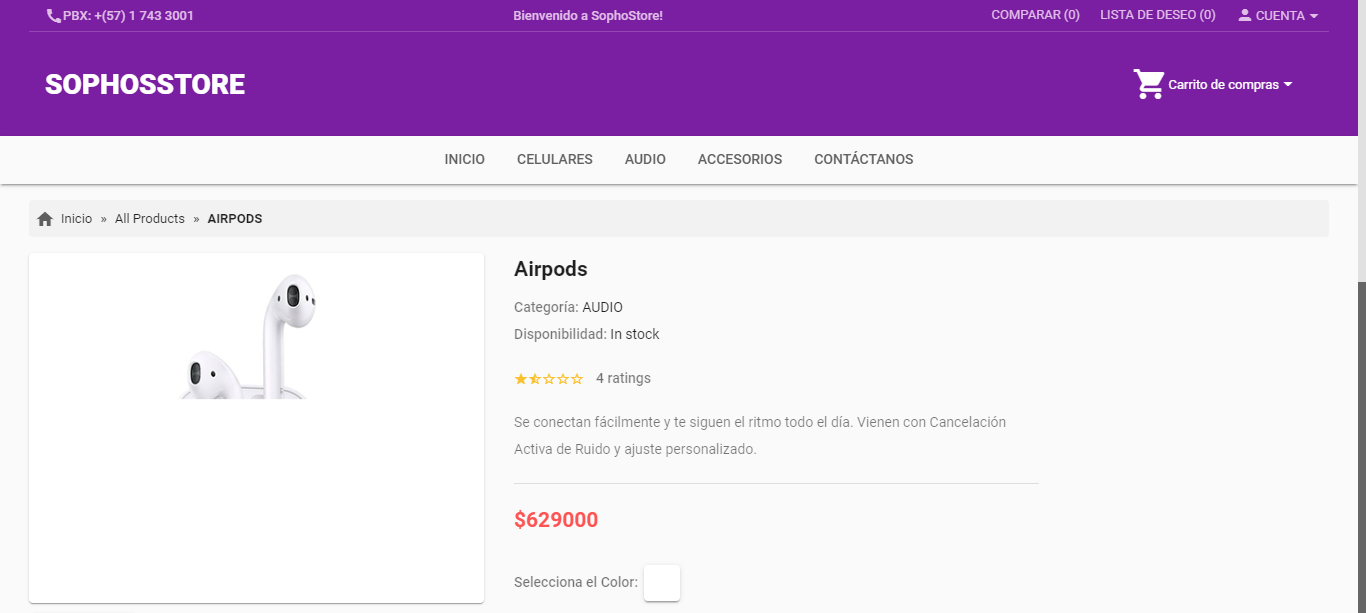 PBX: +(57) 1 743 3001
Bienvenido a SophoStore!
COMPARAR (0)
LISTA DE DESEO (0)
CUENTA
SOPHOSSTORE
Carrito de compras
INICIO
CELULARES
AUDIO
ACCESORIOS
CONTÁCTANOS
Inicio » All Products » AIRPODS
Airpods
Categoría: AUDIO
Disponibilidad: In stock
4 ratings
Se conectan fácilmente y te siguen el ritmo todo el día. Vienen con Cancelación
Activa de Ruido y ajuste personalizado.
$629000
Selecciona el Color: